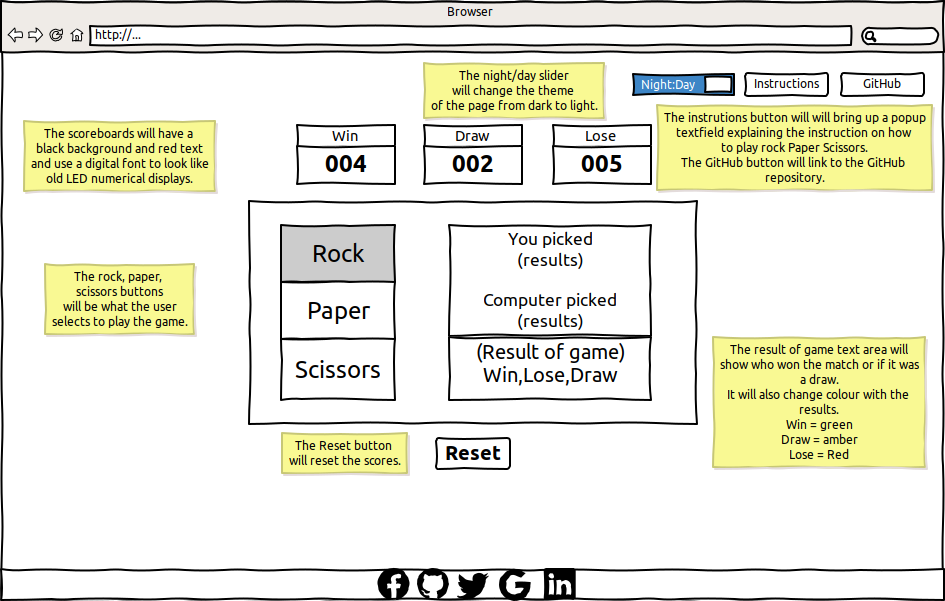 Browser
http://...
The night/day slider
will change the theme
of the page from dark to light.
Night:Day
Instructions
GitHub
The instrutions button will will bring up a popup
textfield explaining the instruction on how
to play rock Paper Scissors.
The GitHub button will link to the GitHub
repository.
The scoreboards will have a
black background and red text
and use a digital font to look like
old LED numerical displays.
Win
004
Draw
002
Lose
005
The rock, paper,
scissors buttons
will be what the user
selects to play the game.
Rock
Paper
Scissors
You picked
(results)
Computer picked
(results)
(Result of game)
Win,Lose,Draw
The result of game text area will
show who won the match or if it was
a draw.
It will also change colour with the
results.
Win = green
Draw = amber
Lose = Red
The Reset button
will reset the scores.
Reset